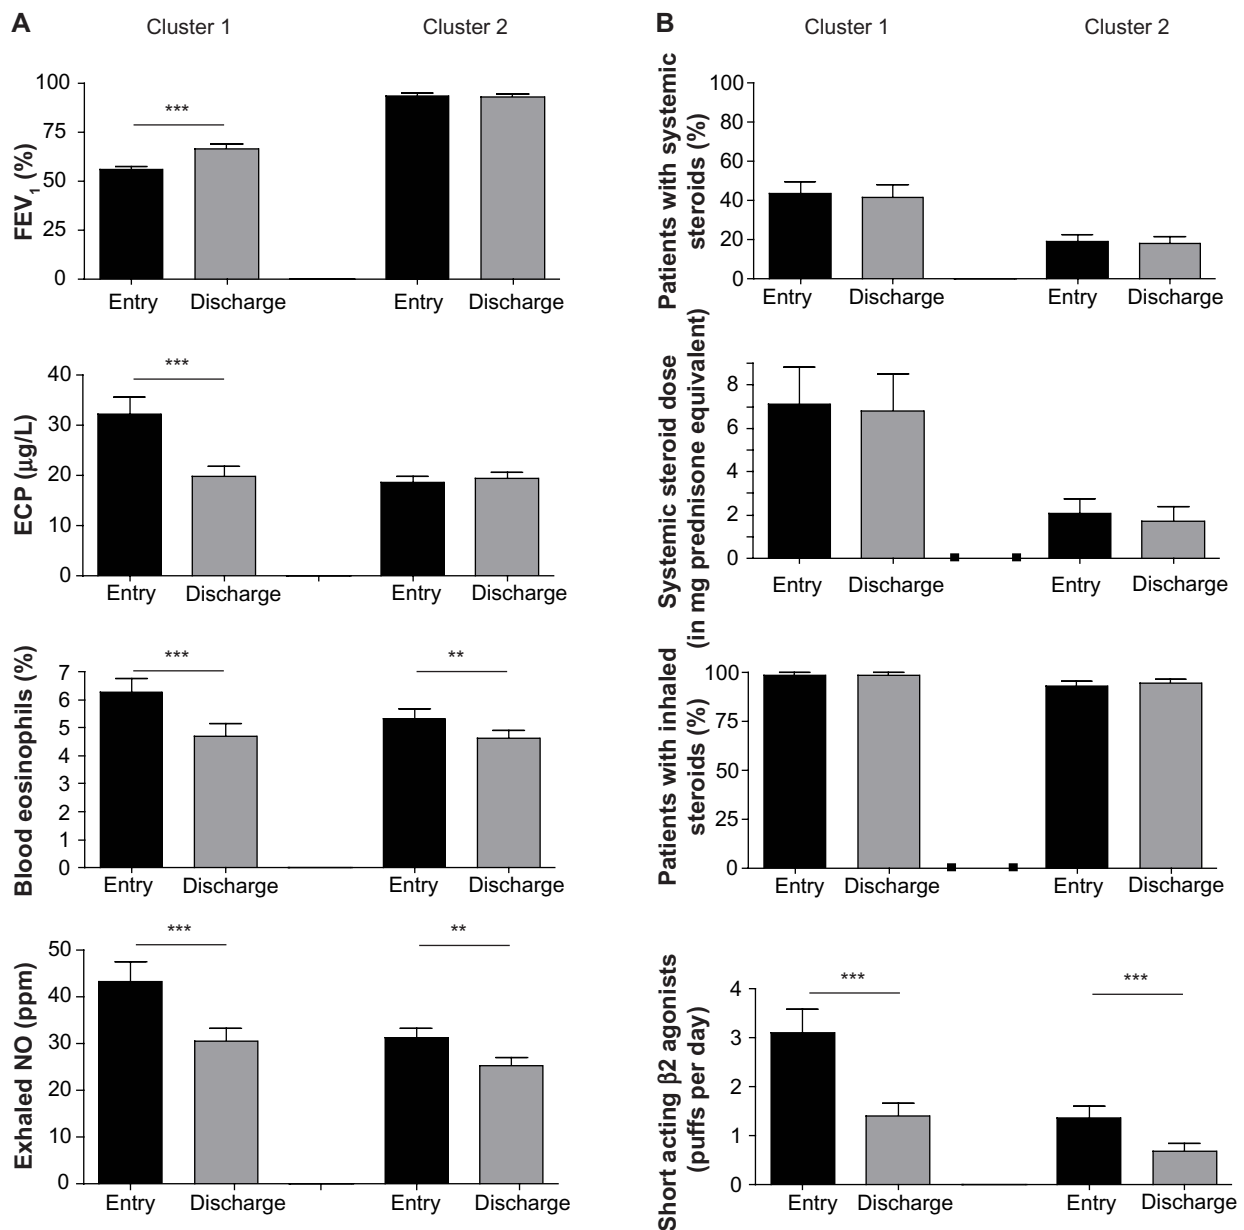 A
Cluster 1
Cluster 2
FEV1 (%)
100
75
50
25
0
***
Entry
Discharge
Entry
Discharge
ECP (μg/L)
40
30
20
10
0
***
Entry
Discharge
Entry
Discharge
Blood eosinophils (%)
7
6
5
4
3
2
1
0
***
**
Entry
Discharge
Entry
Discharge
Exhaled NO (ppm)
50
40
30
20
10
0
***
**
Entry
Discharge
Entry
Discharge
B
Cluster 1
Cluster 2
Patients with systemic
steroids (%)
100
80
60
40
20
0
Entry
Discharge
Entry
Discharge
Systemic steroid dose
(in mg prednisone equivalent)
8
6
4
2
0
Entry
Discharge
Entry
Discharge
Patients with inhaled
steroids (%)
100
75
50
25
0
Entry
Discharge
Entry
Discharge
Short acting β2 agonists
(puffs per day)
4
3
2
1
0
***
***
Entry
Discharge
Entry
Discharge